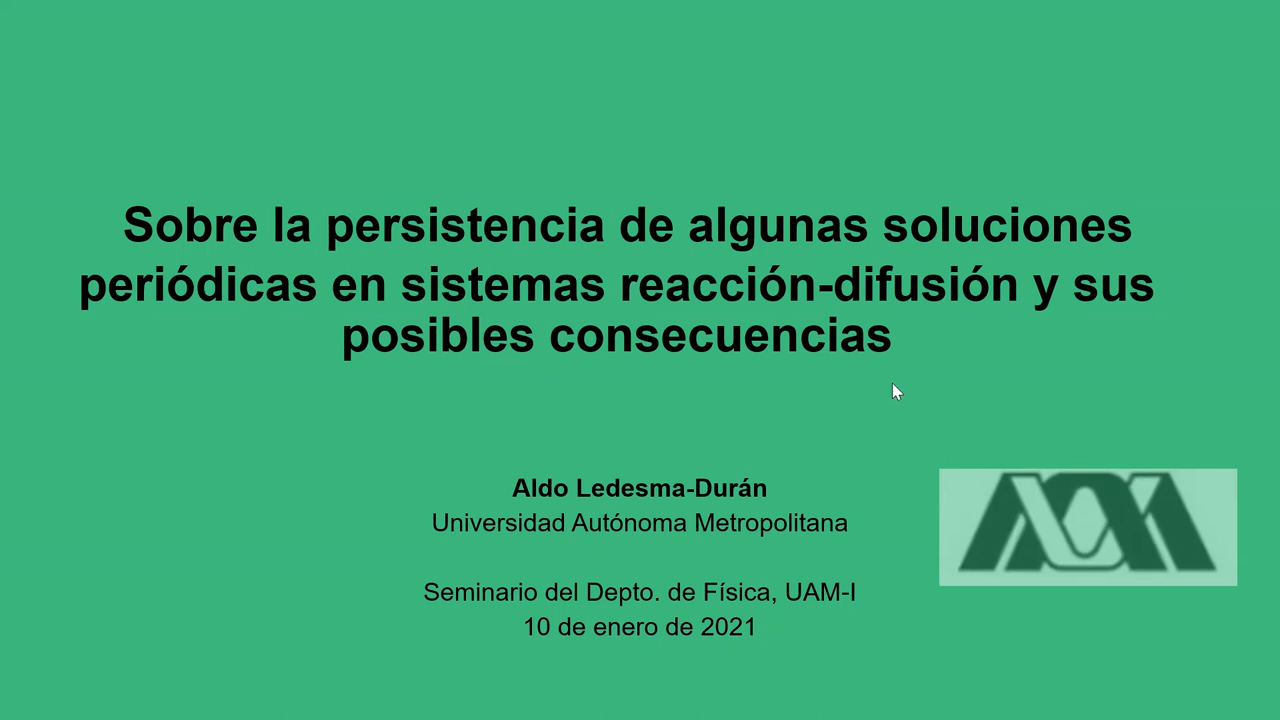 Sobre la persistencia de algunas soluciones
periódicas en sistemas reacción-difusión y sus
posibles consecuencias
Aldo Ledesma-Durán
Universidad Autónoma Metropolitana
Seminario del Depto. de Física, UAM-I
10 de enero de 2021